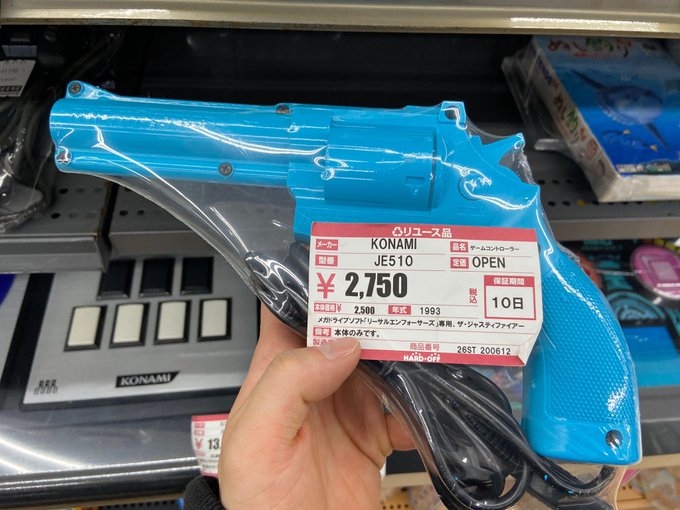 リユース品
メーカー KONAMI 品名 ゲームコントローラー
型番 JE510 定価 OPEN
¥2,750 税込 保証期間
本体価格 ¥ 2,500 年式 1993 10日
メガドライブソフト「リーサルエンフォーサーズ」専用、ザ・ジャスティファイアー
備考 本体のみです。
商品番号 26ST 200612
HARD-OFF
KONAMI
¥ 13,